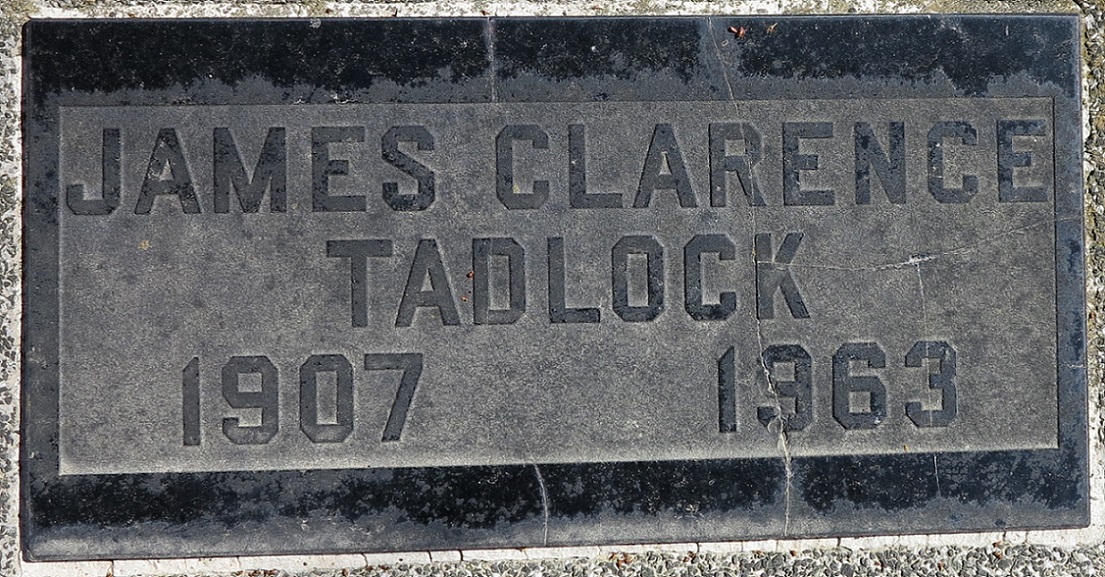 JAMES CLARENCE
TADLOCK
1907 1963